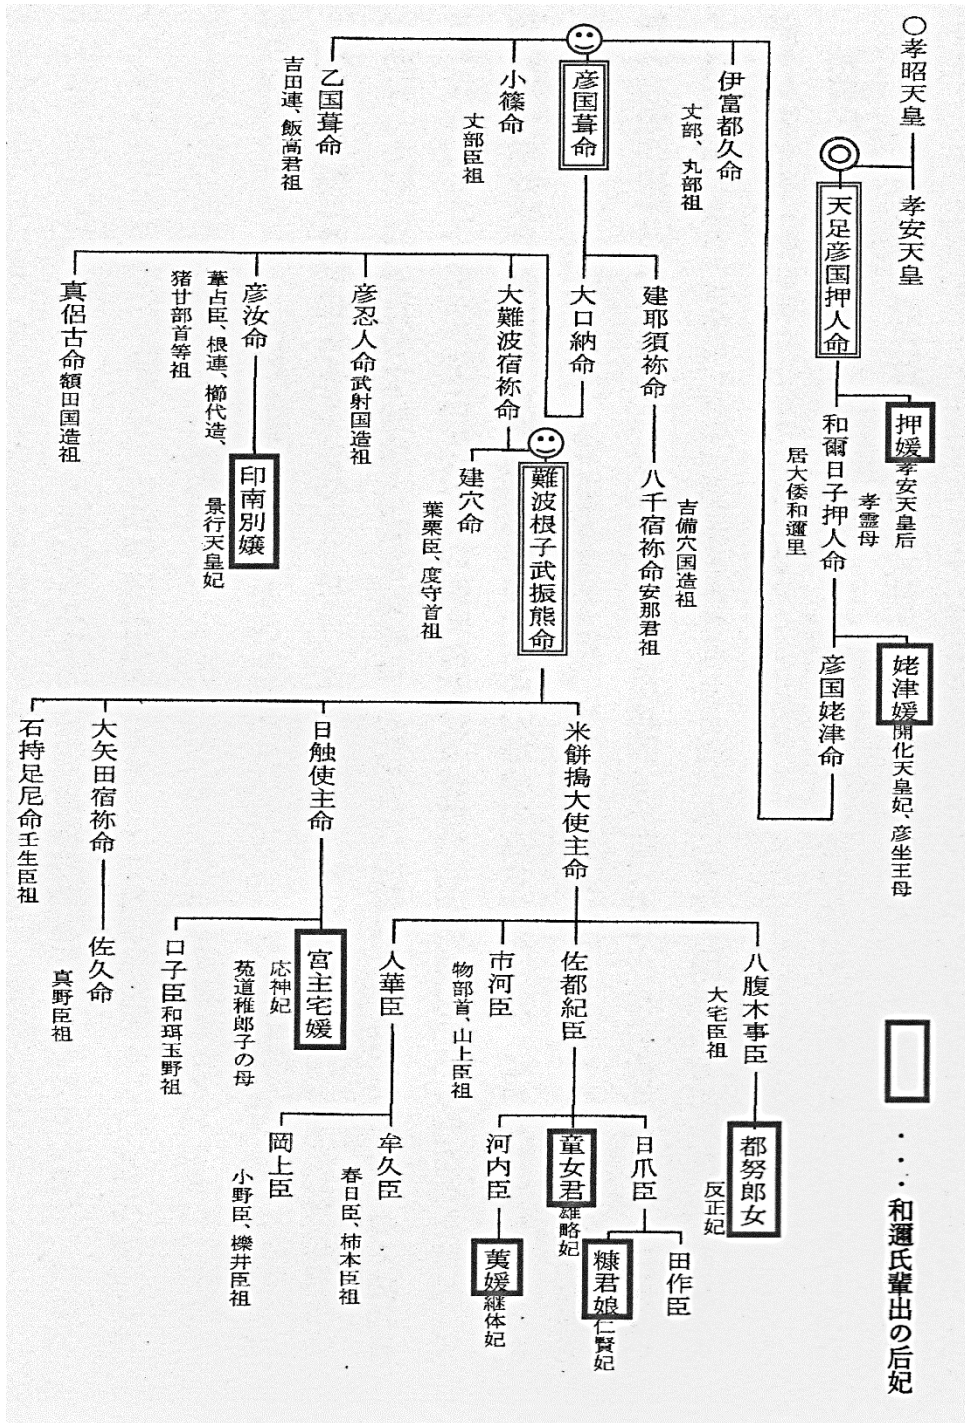 ○孝昭天皇
孝安天皇
天足彦国押人命
押媛
孝安天皇后
孝霊母
和爾日子押人命
居大倭和邇里
姥津媛
開化天皇妃、彦坐王母
彦国姥津命
伊富都久命
丈部、丸部祖
彦国葺命
小篠命
丈部臣祖
乙国葺命
吉田連、飯高君祖
建耶須祢命
八千宿祢命
吉備穴国造祖
安那君祖
大口納命
大難波宿祢命
難波根子武振熊命
建穴命
葉栗臣、度守首祖
彦忍人命
武射国造祖
彦汝命
葦占臣、根連、櫛代造、
猪甘部首等祖
印南別嬢
景行天皇妃
真侶古命
額田国造祖
米餅搗大使主命
日触使主命
大矢田宿祢命
佐久命
真野臣祖
石持足尼命
壬生臣祖
八腹木事臣
大宅臣祖
都努郎女
反正妃
佐都紀臣
日爪臣
田作臣
糠君娘
仁賢妃
童女君
雄略妃
河内臣
荑媛
継体妃
市河臣
物部首、山上臣祖
人華臣
牟久臣
春日臣、柿本臣祖
岡上臣
小野臣、櫟井臣祖
宮主宅媛
応神妃
菟道稚郎子の母
口子臣
和珥玉野祖
・・・和邇氏輩出の后妃